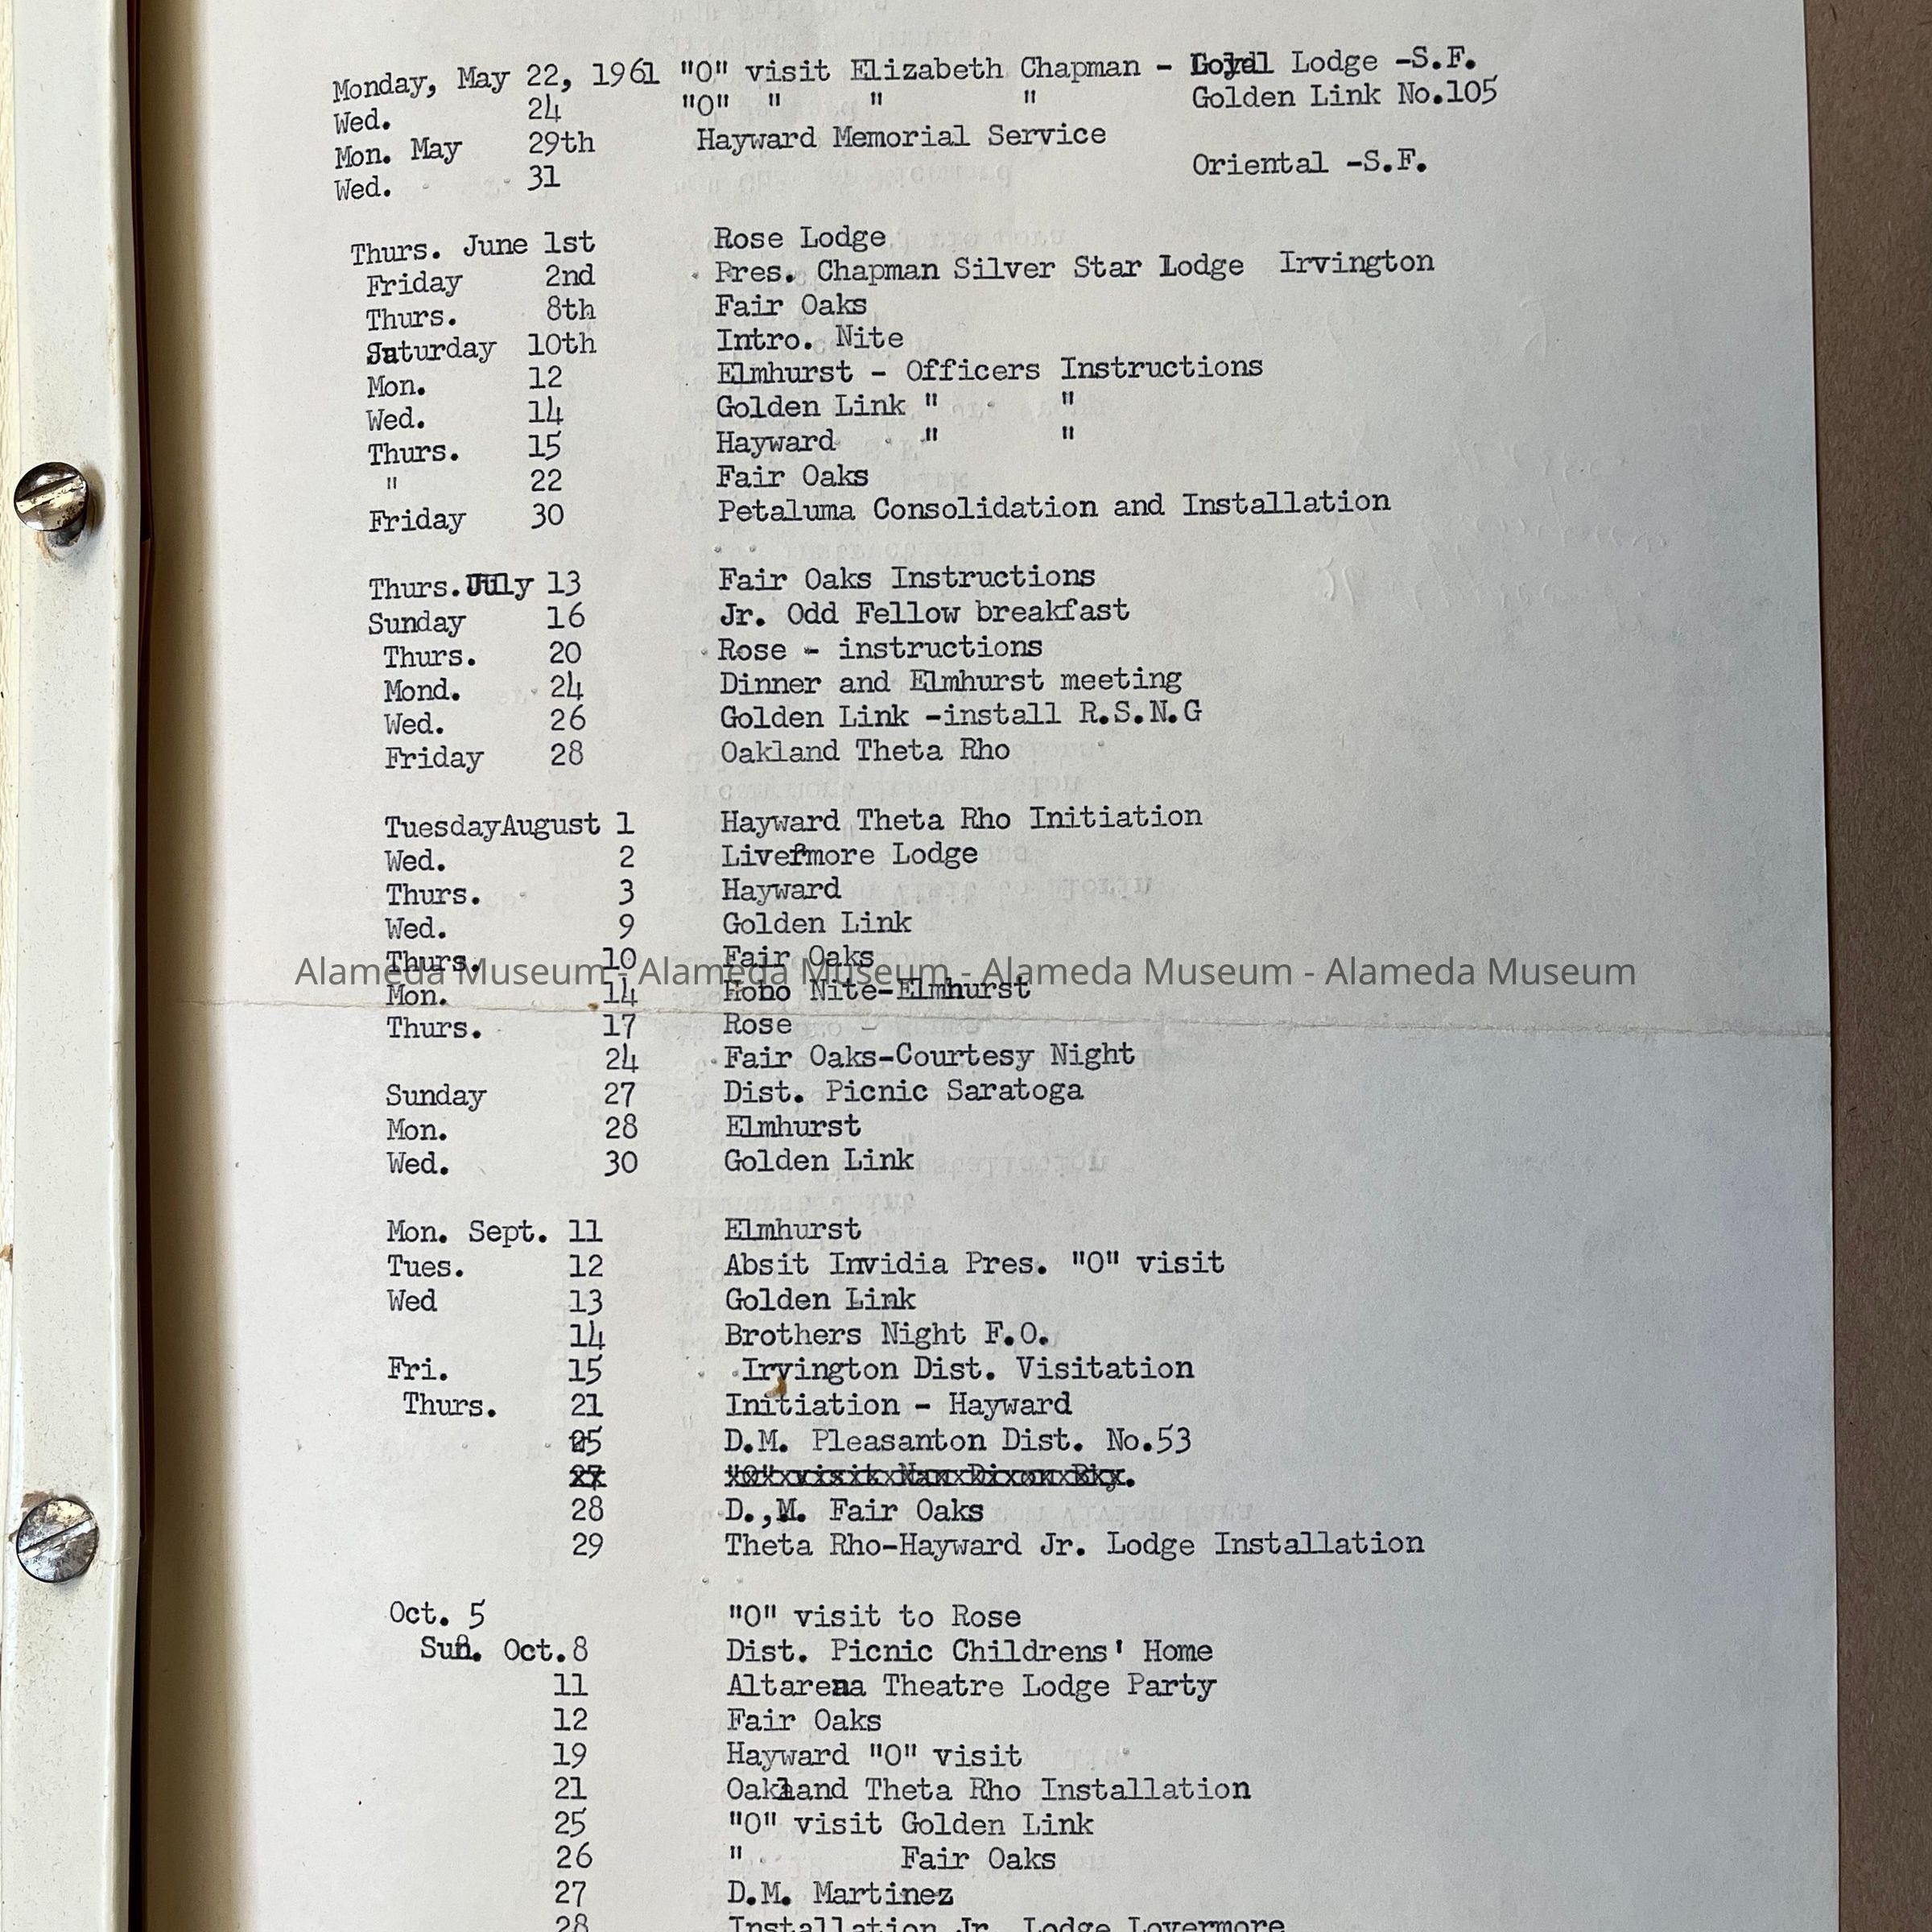 Monday, May 22, 1961 "O" visit Elizabeth Chapman - Loyal Lodge -S.F.
Wed. 24 "O" " " " Golden Link No.105
Mon. May 29th Hayward Memorial Service
Wed. 31 Oriental -S.F.
Thurs. June 1st Rose Lodge
Friday 2nd Pres. Chapman Silver Star Lodge Irvington
Thurs. 8th Fair Oaks
Saturday 10th Intro. Nite
Mon. 12 Elmhurst - Officers Instructions
Wed. 14 Golden Link " "
Thurs. 15 Hayward " "
" 22 Fair Oaks
Friday 30 Petaluma Consolidation and Installation
Thurs. July 13 Fair Oaks Instructions
Sunday 16 Jr. Odd Fellow breakfast
Thurs. 20 Rose - instructions
Mond. 24 Dinner and Elmhurst meeting
Wed. 26 Golden Link -install R.S.N.G
Friday 28 Oakland Theta Rho
Tuesday August 1 Hayward Theta Rho Initiation
Wed. 2 Livermore Lodge
Thurs. 3 Hayward
Wed. 9 Golden Link
Thurs. 10 Fair Oaks
Alameda Museum - Alameda Museum - Alameda Museum - Alameda Museum
Mon. 14 Hobo Nite-Elmhurst
Thurs. 17 Rose
24 Fair Oaks-Courtesy Night
Sunday 27 Dist. Picnic Saratoga
Mon. 28 Elmhurst
Wed. 30 Golden Link
Mon. Sept. 11 Elmhurst
Tues. 12 Absit Invidia Pres. "O" visit
Wed 13 Golden Link
14 Brothers Night F.O.
Fri. 15 Irvington Dist. Visitation
Thurs. 21 Initiation - Hayward
25 D.M. Pleasanton Dist. No.53
27 "O" visit Nan Dixon
28 D.,M. Fair Oaks
29 Theta Rho-Hayward Jr. Lodge Installation
Oct. 5 "O" visit to Rose
Sun. Oct.8 Dist. Picnic Childrens' Home
11 Altarena Theatre Lodge Party
12 Fair Oaks
19 Hayward "O" visit
21 Oakland Theta Rho Installation
25 "O" visit Golden Link
26 " Fair Oaks
27 D.M. Martinez
28 Installation Jr. Lodge Lovermore